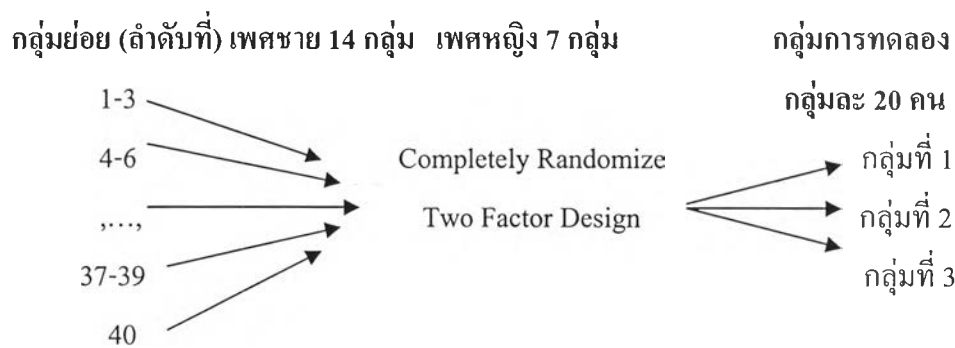 กลุ่มย่อย (ลำดับที่) เพศชาย 14 กลุ่ม เพศหญิง 7 กลุ่ม
กลุ่มการทดลอง
กลุ่มละ 20 คน
1-3
4-6
,…,
37-39
40
Completely Randomize
Two Factor Design
กลุ่มที่ 1
กลุ่มที่ 2
กลุ่มที่ 3